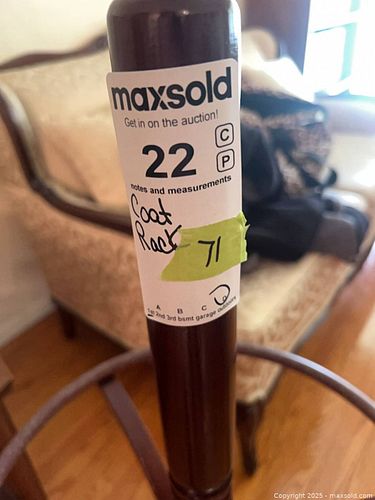 maxsold
Get in on the auction!
C
22
P
notes and measurements
Coat
Rack
71
A B C D
1st 2nd 3rd bsmt garage outdoors
Copyright 2025 - maxsold.com